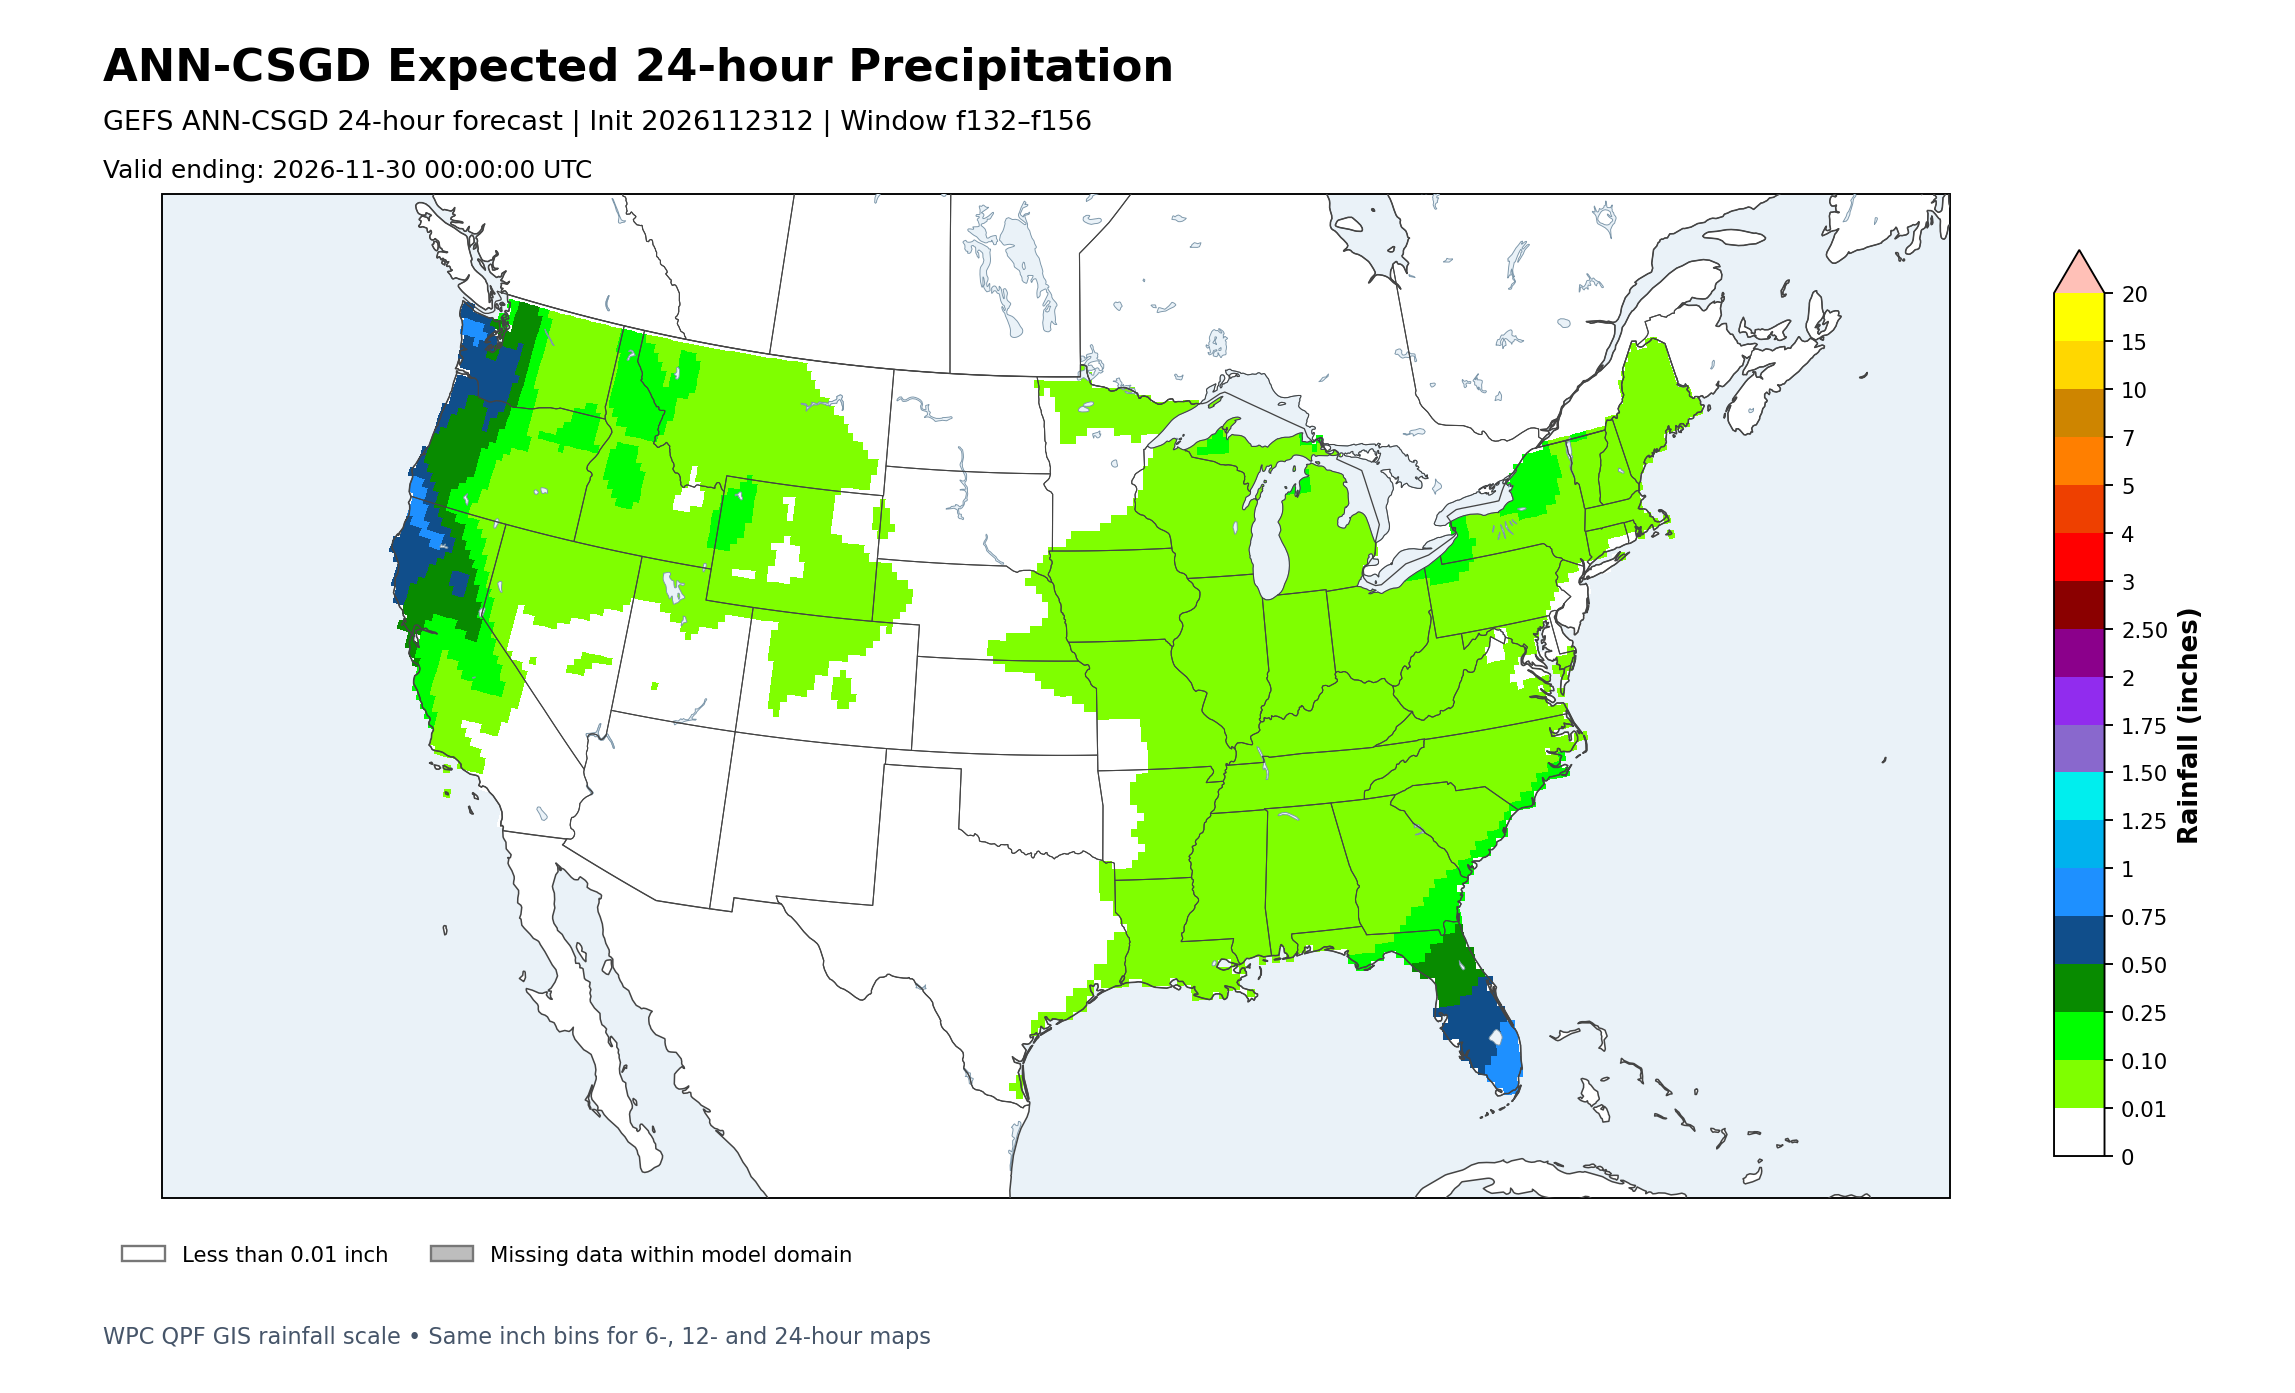 ANN-CSGD Expected 24-hour Precipitation
GEFS ANN-CSGD 24-hour forecast | Init 2026112312 | Window f132–f156
Valid ending: 2026-11-30 00:00:00 UTC
20
15
10
7
5
4
3
2.50
2
1.75
1.50
1.25
1
0.75
0.50
0.25
0.10
0.01
0
Rainfall (inches)
Less than 0.01 inch
Missing data within model domain
WPC QPF GIS rainfall scale • Same inch bins for 6-, 12- and 24-hour maps